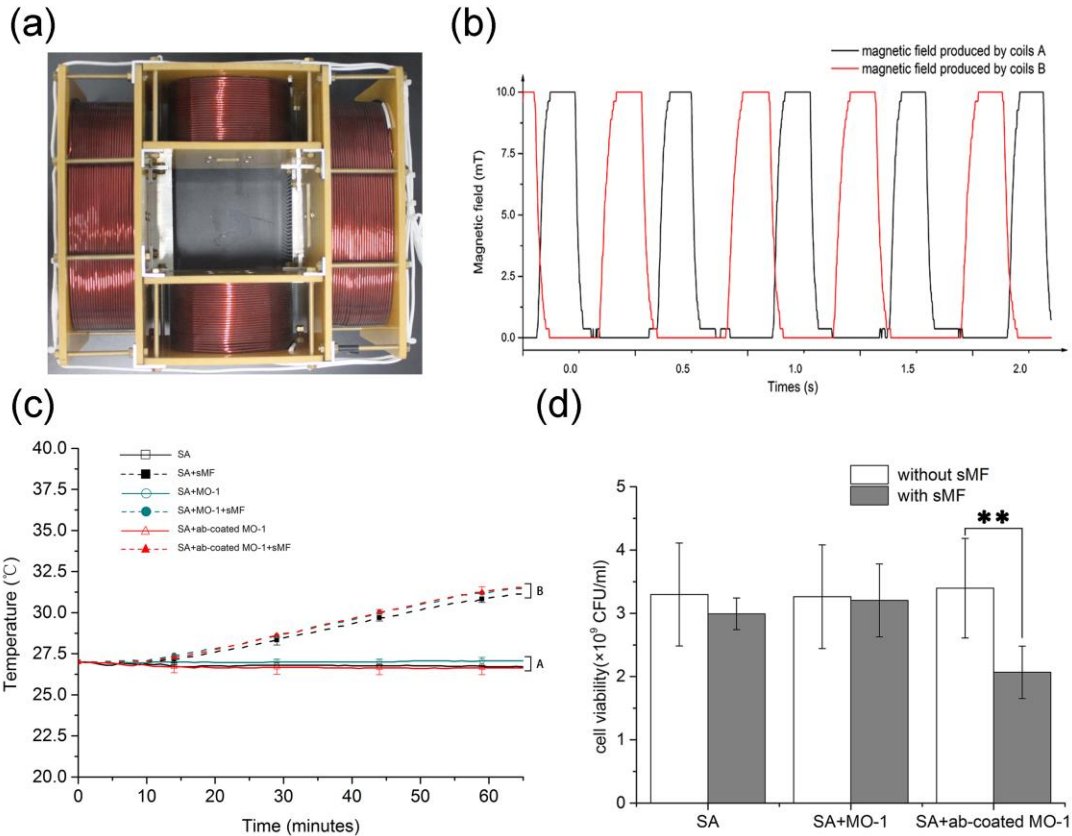 (a)
(b)
magnetic field produced by coils A
magnetic field produced by coils B
10.0
7.5
5.0
2.5
0.0
Magnetic field (mT)
0.0 0.5 1.0 1.5 2.0
Times (s)
(c)
SA
SA+sMF
SA+MO-1
SA+MO-1+sMF
SA+ab-coated MO-1
SA+ab-coated MO-1+sMF
40.0
37.5
35.0
32.5
30.0
27.5
25.0
22.5
20.0
Temperature (℃)
B
A
0 10 20 30 40 50 60
Time (minutes)
(d)
without sMF
with sMF
**
5
4
3
2
1
0
cell viability(×10⁹ CFU/ml)
SA SA+MO-1 SA+ab-coated MO-1